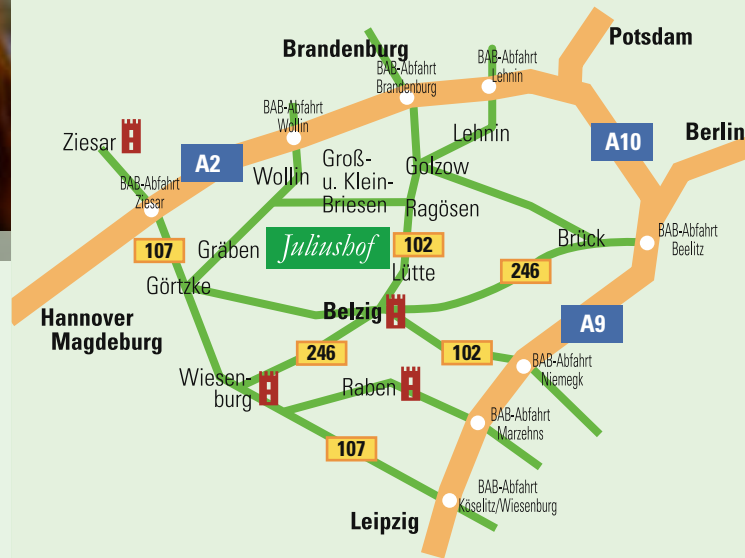 Potsdam
Brandenburg
BAB-Abfahrt
Brandenburg
BAB-Abfahrt
Lehnin
BAB-Abfahrt
Wollin
Ziesar
A2
Lehnin
A10
Berlin
Groß-
u. Klein-
Briesen
Golzow
Wollin
BAB-Abfahrt
Ziesar
Ragösen
107
Gräben
Juliushof
102
Brück
BAB-Abfahrt
Beelitz
Görtzke
Lütte
246
Hannover
Magdeburg
Belzig
A9
246
102
BAB-Abfahrt
Niemegk
Wiesen-
burg
Raben
BAB-Abfahrt
Marzehns
107
BAB-Abfahrt
Köselitz/Wiesenburg
Leipzig